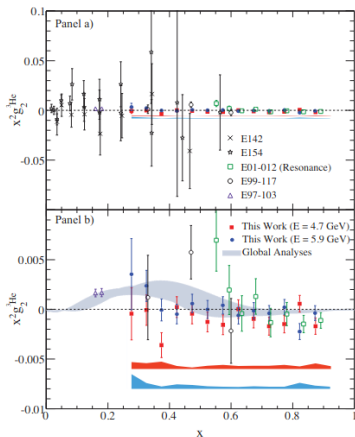 0.1
Panel a)
0.05
x²g₂³He
0
-0.05
E142
E154
E01-012 (Resonance)
E99-117
E97-103
Panel b)
This Work (E = 4.7 GeV)
This Work (E = 5.9 GeV)
Global Analyses
0.005
x²g₂³He
0
-0.005
-0.01
0 0.2 0.4 0.6 0.8 1
x